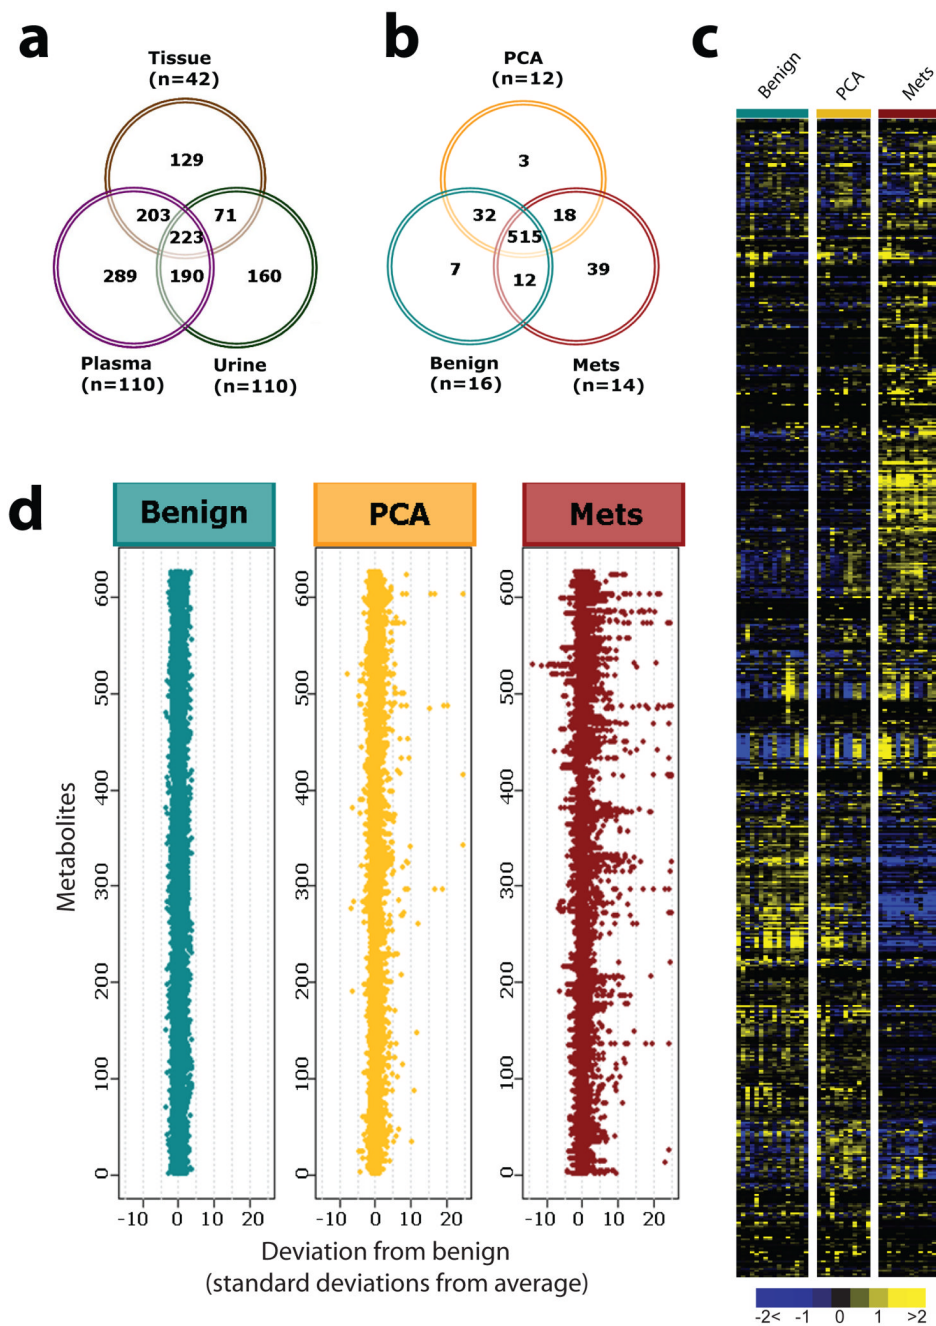 a
Tissue
(n=42)
129
203
71
223
289
190
160
Plasma
(n=110)
Urine
(n=110)
b
PCA
(n=12)
3
32
18
515
7
12
39
Benign
(n=16)
Mets
(n=14)
c
Benign
PCA
Mets
-2<
-1
0
1
>2
d
Benign
PCA
Mets
Metabolites
600
500
400
300
200
100
0
600
500
400
300
200
100
0
600
500
400
300
200
100
0
-10 0 10 20
-10 0 10 20
-10 0 10 20
Deviation from benign
(standard deviations from average)